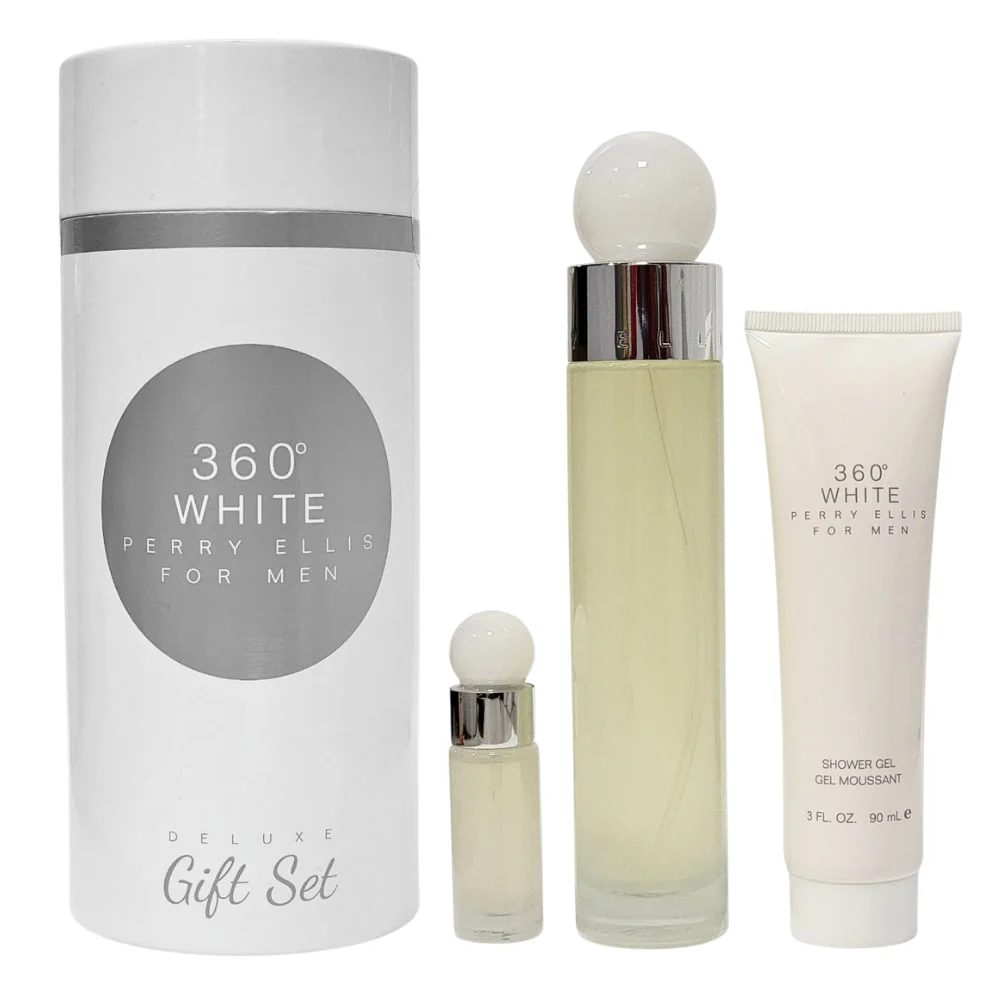 360°
WHITE
PERRY ELLIS
FOR MEN
DELUXE
Gift Set
360°
WHITE
PERRY ELLIS
FOR MEN
SHOWER GEL
GEL MOUSSANT
3 FL. OZ. 90 mL ℮